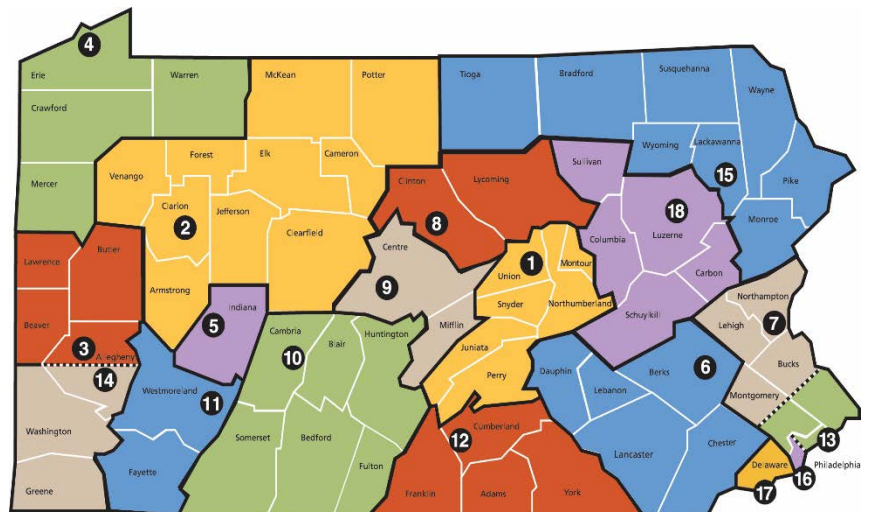 4
McKean
Potter
Tioga
Bradford
Susquehanna
Erie
Warren
Wayne
Crawford
Wyoming
Lackawanna
Forest
Elk
Cameron
Sullivan
Mercer
Venango
Clinton
Lycoming
15
Pike
Clarion
Jefferson
2
8
18
Monroe
Clearfield
Centre
Columbia
Luzerne
Butler
Lawrence
1
Montour
Union
Carbon
9
Armstrong
Indiana
Snyder
Northumberland
Northampton
Beaver
5
Cambria
Huntington
Mifflin
Schuylkill
Lehigh
7
3
Allegheny
10
Blair
Juniata
14
Westmoreland
Perry
Dauphin
Berks
6
Bucks
11
Lebanon
Montgomery
Washington
12
Cumberland
Somerset
Bedford
Lancaster
Chester
13
Fayette
Fulton
Delaware
Philadelphia
Greene
Franklin
Adams
York
17
16